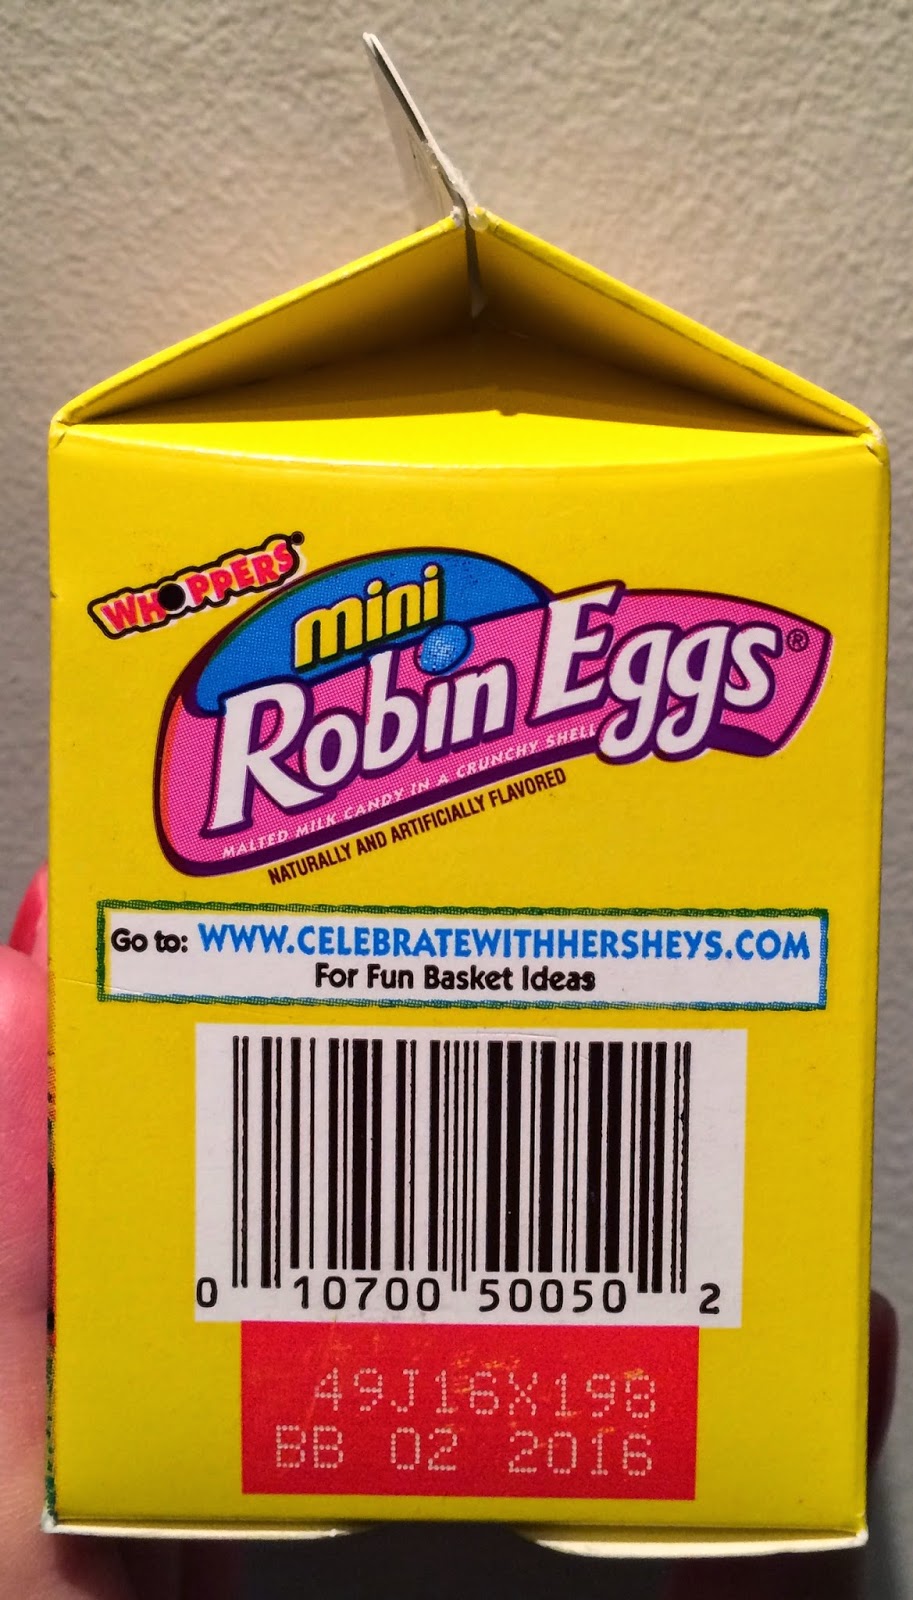 WHOPPERS®
mini
Robin Eggs®
MALTED MILK CANDY IN A CRUNCHY SHELL
NATURALLY AND ARTIFICIALLY FLAVORED
Go to: WWW.CELEBRATEWITHHERSHEYS.COM
For Fun Basket Ideas
0 10700 50050 2
49J16X198
BB 02 2016